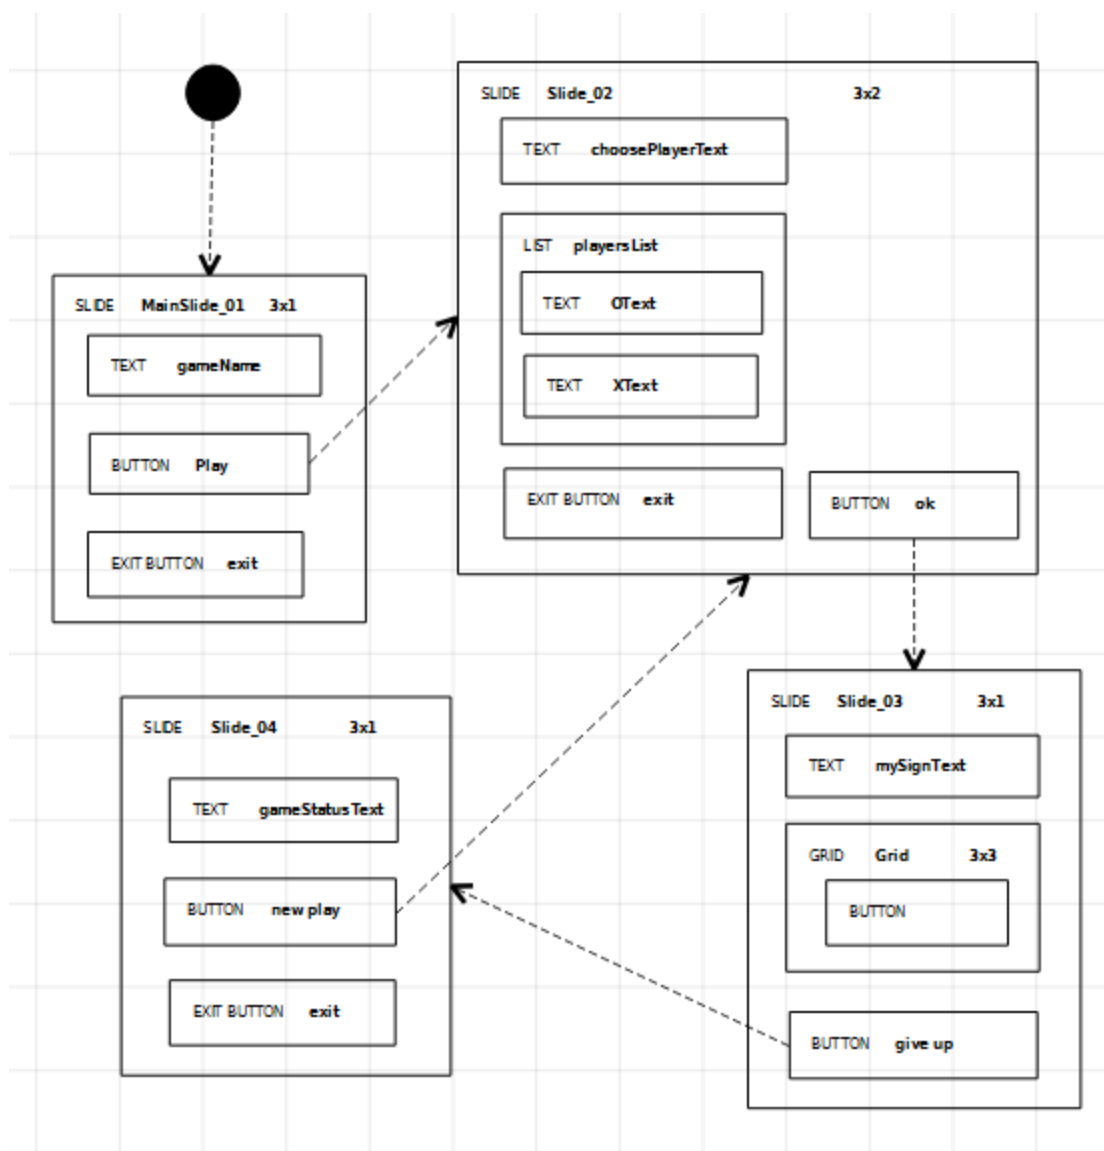 SLIDE MainSlide_01 3x1
TEXT gameName
BUTTON Play
EXIT BUTTON exit
SLIDE Slide_02 3x2
TEXT choosePlayerText
LIST playersList
TEXT OText
TEXT XText
EXIT BUTTON exit
BUTTON ok
SLIDE Slide_03 3x1
TEXT mySignText
GRID Grid 3x3
BUTTON
BUTTON give up
SLIDE Slide_04 3x1
TEXT gameStatusText
BUTTON new play
EXIT BUTTON exit